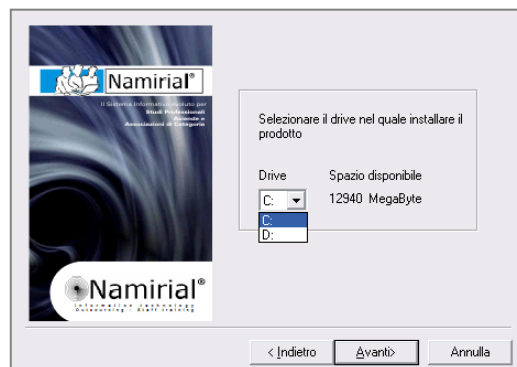 Namirial®
Il Sistema Informativo evoluto per
Studi Professionali
Aziende e
Associazioni di Categoria
Selezionare il drive nel quale installare il
prodotto
Drive Spazio disponibile
C: 12940 MegaByte
C:
D:
Namirial®
Information technology
Outsourcing - Staff training
< Indietro Avanti> Annulla